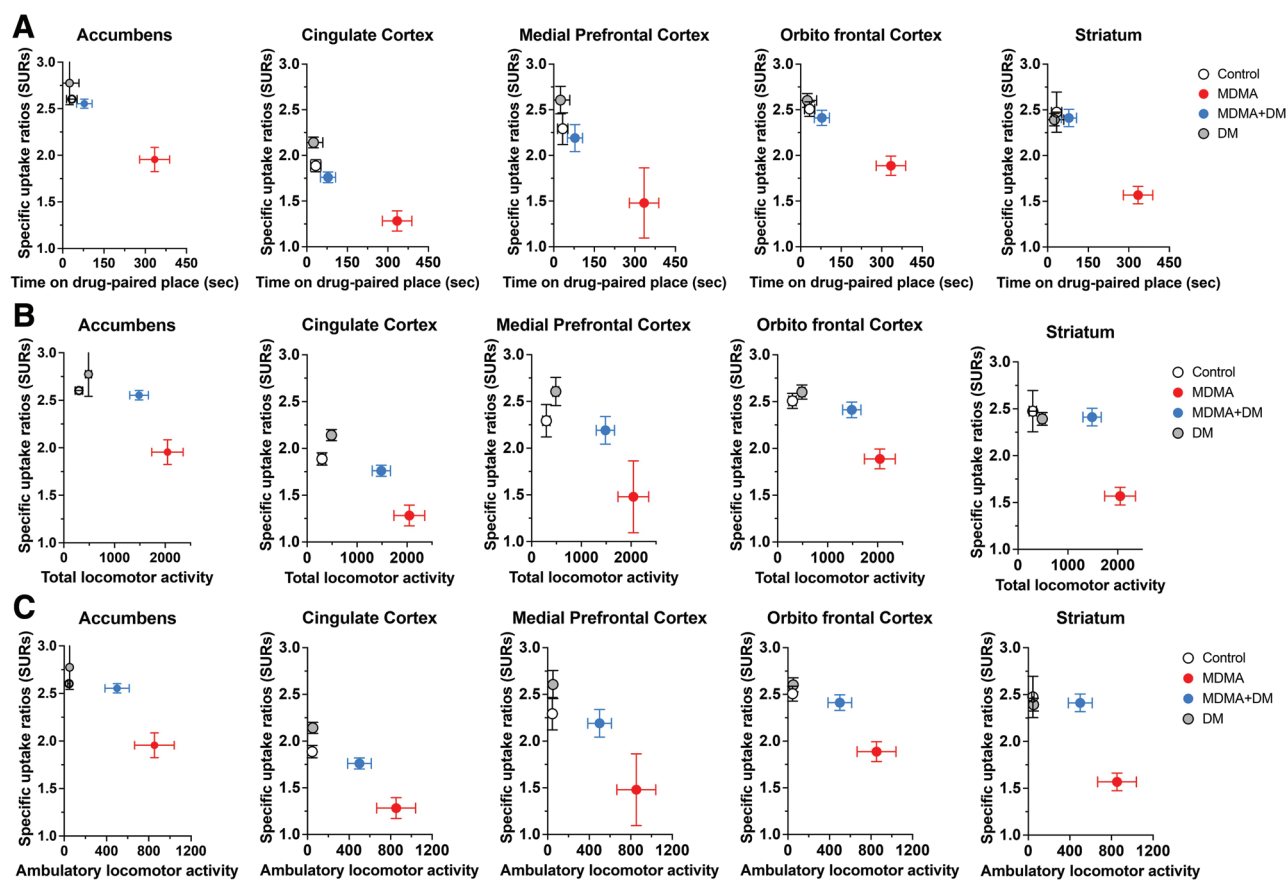 A
Accumbens
Cingulate Cortex
Medial Prefrontal Cortex
Orbito frontal Cortex
Striatum
Specific uptake ratios (SURs)
3.0
2.5
2.0
1.5
1.0
0 150 300 450
Time on drug-paired place (sec)
Specific uptake ratios (SURs)
3.0
2.5
2.0
1.5
1.0
0 150 300 450
Time on drug-paired place (sec)
Specific uptake ratios (SURs)
3.0
2.5
2.0
1.5
1.0
0 150 300 450
Time on drug-paired place (sec)
Specific uptake ratios (SURs)
3.0
2.5
2.0
1.5
1.0
0 150 300 450
Time on drug-paired place (sec)
Specific uptake ratios (SURs)
3.0
2.5
2.0
1.5
1.0
0 150 300 450
Time on drug-paired place (sec)
Control
MDMA
MDMA+DM
DM
B
Accumbens
Cingulate Cortex
Medial Prefrontal Cortex
Orbito frontal Cortex
Striatum
Specific uptake ratios (SURs)
3.0
2.5
2.0
1.5
1.0
0 1000 2000
Total locomotor activity
Specific uptake ratios (SURs)
3.0
2.5
2.0
1.5
1.0
0 1000 2000
Total locomotor activity
Specific uptake ratios (SURs)
3.0
2.5
2.0
1.5
1.0
0 1000 2000
Total locomotor activity
Specific uptake ratios (SURs)
3.0
2.5
2.0
1.5
1.0
0 1000 2000
Total locomotor activity
Specific uptake ratios (SURs)
3.0
2.5
2.0
1.5
1.0
0 1000 2000
Total locomotor activity
Control
MDMA
MDMA+DM
DM
C
Accumbens
Cingulate Cortex
Medial Prefrontal Cortex
Orbito frontal Cortex
Striatum
Specific uptake ratios (SURs)
3.0
2.5
2.0
1.5
1.0
0 400 800 1200
Ambulatory locomotor activity
Specific uptake ratios (SURs)
3.0
2.5
2.0
1.5
1.0
0 400 800 1200
Ambulatory locomotor activity
Specific uptake ratios (SURs)
3.0
2.5
2.0
1.5
1.0
0 400 800 1200
Ambulatory locomotor activity
Specific uptake ratios (SURs)
3.0
2.5
2.0
1.5
1.0
0 400 800 1200
Ambulatory locomotor activity
Specific uptake ratios (SURs)
3.0
2.5
2.0
1.5
1.0
0 400 800 1200
Ambulatory locomotor activity
Control
MDMA
MDMA+DM
DM